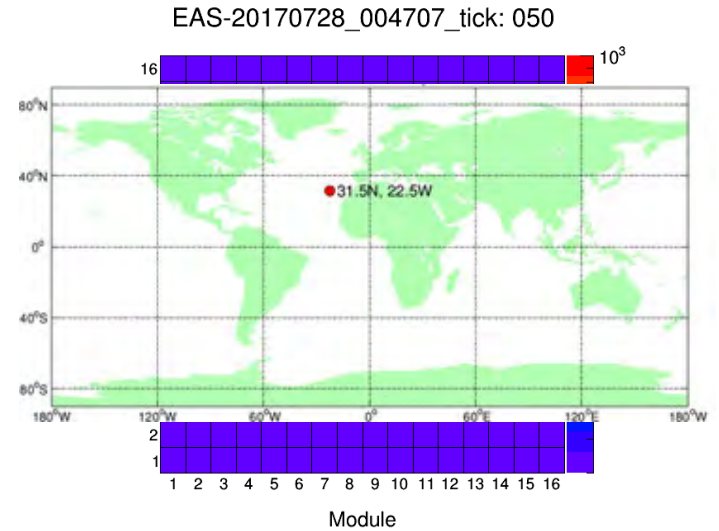 EAS-20170728_004707_tick: 050
16
10³
80°N
40°N
31.5N, 22.5W
0°
40°S
80°S
180°W 120°W 60°W 0° 60°E 120°E 180°W
2
1
1 2 3 4 5 6 7 8 9 10 11 12 13 14 15 16
Module